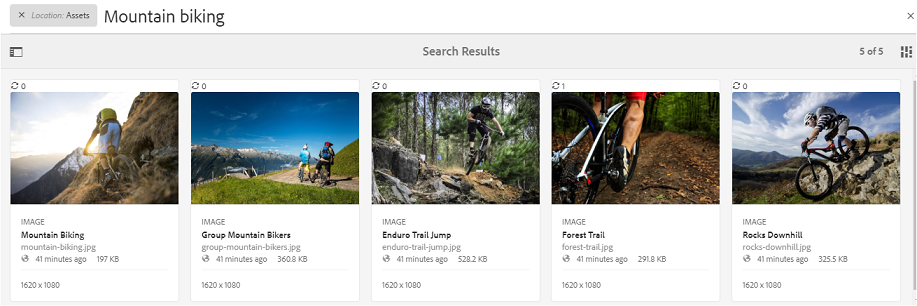 × Location: Assets Mountain biking ×
Search Results 5 of 5
0 0 0 1 0
IMAGE IMAGE IMAGE IMAGE IMAGE
Mountain Biking Group Mountain Bikers Enduro Trail Jump Forest Trail Rocks Downhill
mountain-biking.jpg group-mountain-bikers.jpg enduro-trail-jump.jpg forest-trail.jpg rocks-downhill.jpg
41 minutes ago 197 KB 41 minutes ago 360.8 KB 41 minutes ago 528.2 KB 41 minutes ago 291.8 KB 41 minutes ago 325.5 KB
1620 x 1080 1620 x 1080 1620 x 1080 1620 x 1080 1620 x 1080